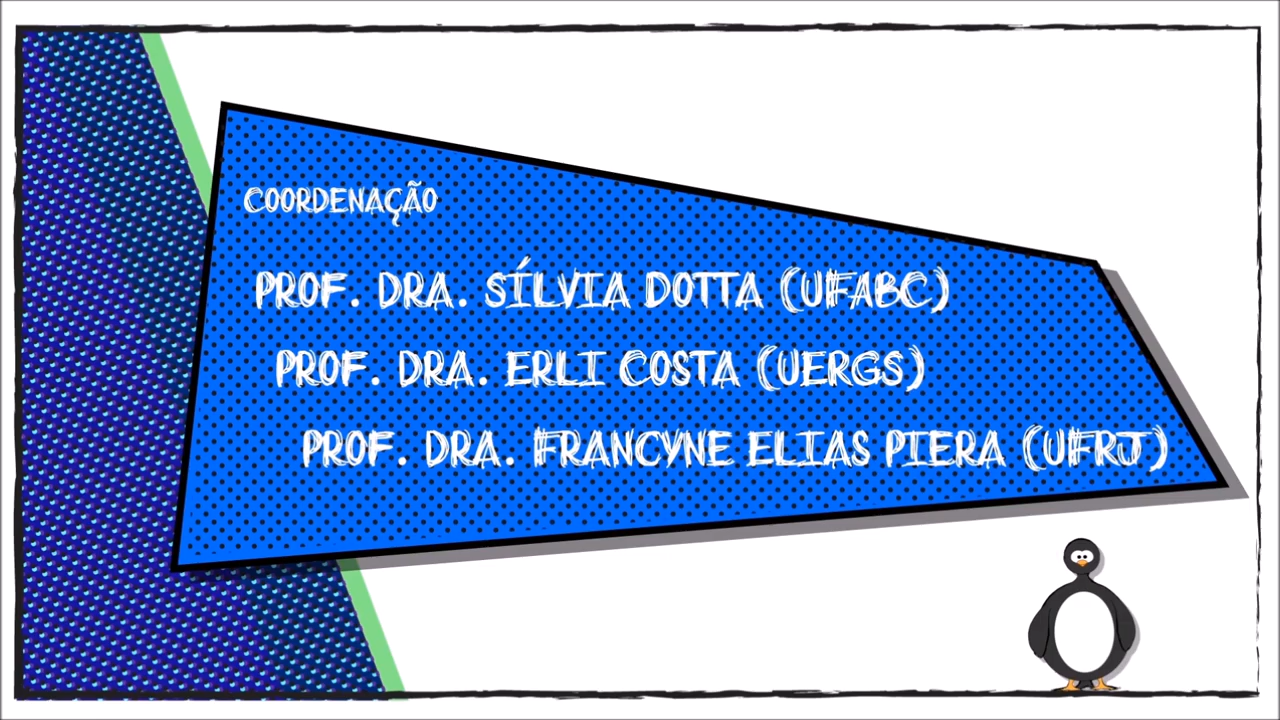 COORDENAÇÃO
PROF. DRA. SÍLVIA DOTTA (UFABC)
PROF. DRA. ERLI COSTA (UERGS)
PROF. DRA. FRANCYNE ELIAS PIERA (UFRJ)